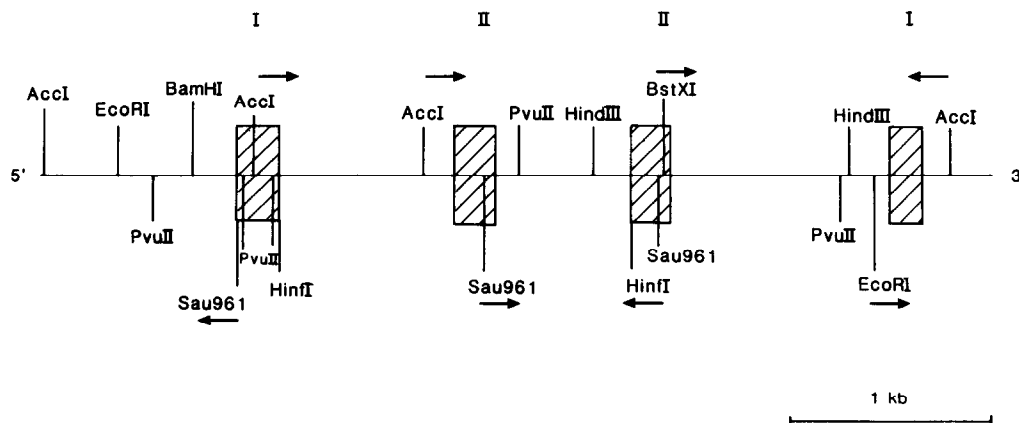 I II II I
BamHI BstXI
AccI EcoRI AccI AccI PvuII HindIII HindIII AccI
5' 3
PvuII PvuII Sau961 PvuII
Sau961 HinfI Sau961 HinfI EcoRI
1 kb